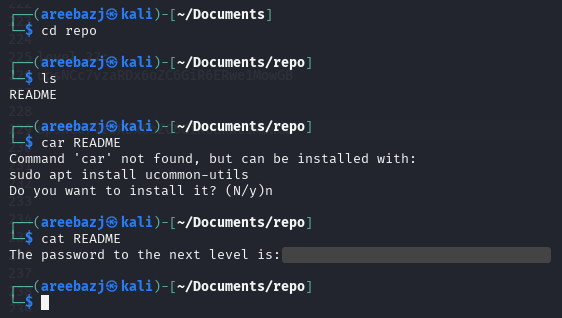 ┌──(areebazj㉿kali)-[~/Documents]
└─$ cd repo
┌──(areebazj㉿kali)-[~/Documents/repo]
└─$ ls
README
┌──(areebazj㉿kali)-[~/Documents/repo]
└─$ car README
Command 'car' not found, but can be installed with:
sudo apt install ucommon-utils
Do you want to install it? (N/y)n
┌──(areebazj㉿kali)-[~/Documents/repo]
└─$ cat README
The password to the next level is:
┌──(areebazj㉿kali)-[~/Documents/repo]
└─$